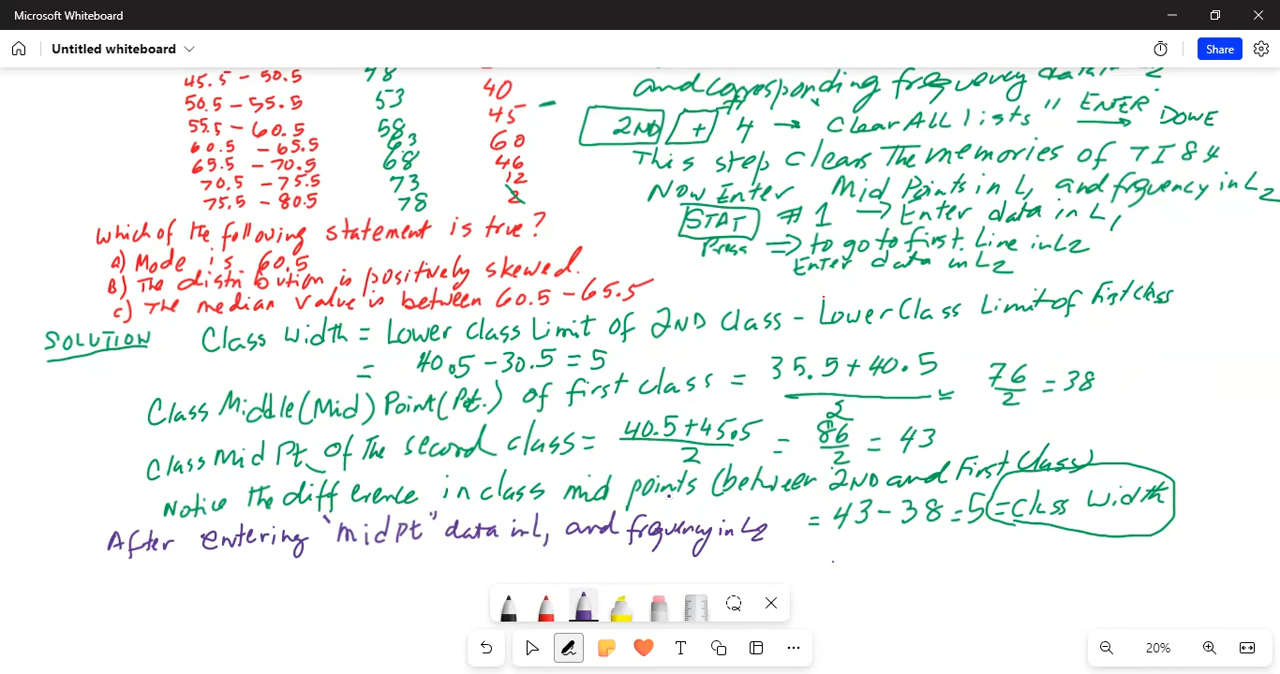 Microsoft Whiteboard
Untitled whiteboard
Share
45.5 - 50.5 48 40
50.5 - 55.5 53 45
55.5 - 60.5 58 60
60.5 - 65.5 63 46
65.5 - 70.5 68 12
70.5 - 75.5 73 2
75.5 - 80.5 78
Which of the following statement is true?
A) Mode is 60.5
B) The distribution is positively skewed.
C) The median value is between 60.5 - 65.5
and corresponding frequency data in L2
2ND + # 4 → Clear All lists" ENTER DONE
This step clears The memories of TI 84
Now Enter Mid Points in L1 and frquency in L2
STAT # 1 → Enter data in L1
Press ⇒ to go to first Line in L2
Enter data in L2
SOLUTION Class Width = Lower Class Limit of 2ND Class - Lower Class Limit of First Class
= 40.5 - 30.5 = 5
Class Middle (Mid) Point (Pt.) of first class = 35.5 + 40.5 / 2 = 76/2 = 38
Class Mid Pt. of The second class = 40.5 + 45.5 / 2 = 86/2 = 43
Notice The difference in class mid points (between 2ND and First Class)
= 43 - 38 = 5 = Class Width
After entering "midPt" data in L1 and frquency in L2
20%